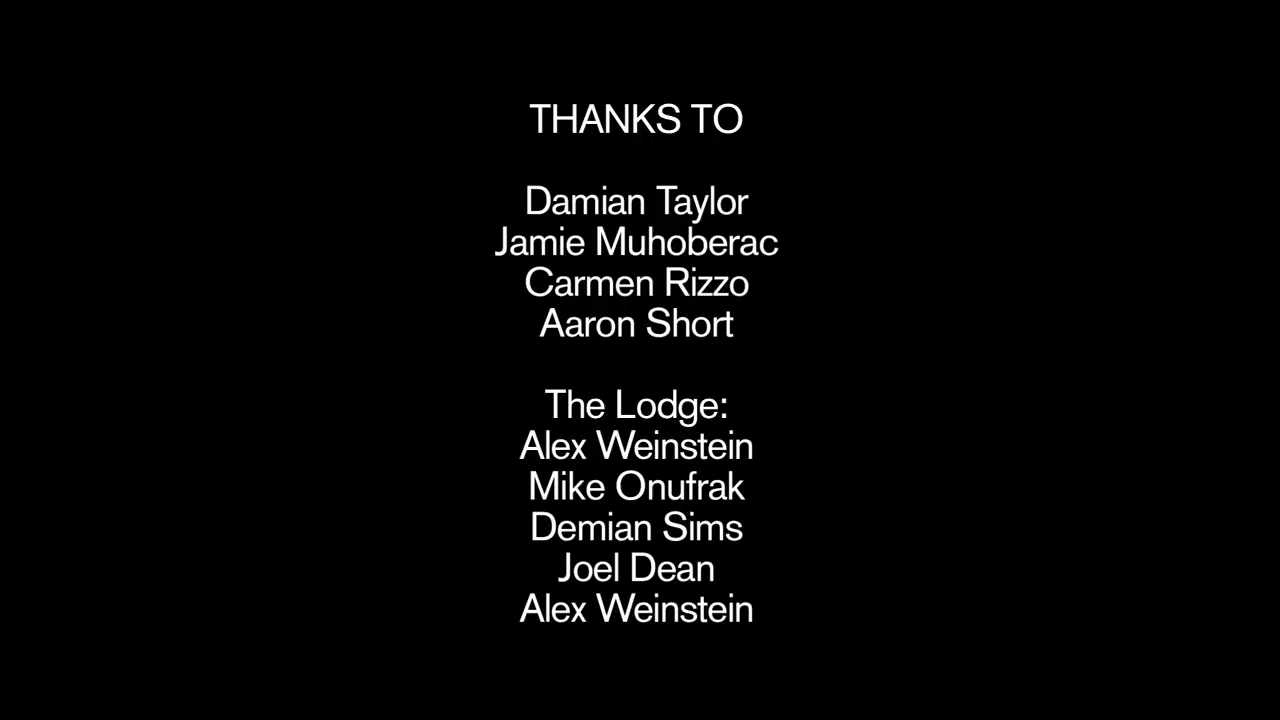 THANKS TO
Damian Taylor
Jamie Muhoberac
Carmen Rizzo
Aaron Short
The Lodge:
Alex Weinstein
Mike Onufrak
Demian Sims
Joel Dean
Alex Weinstein